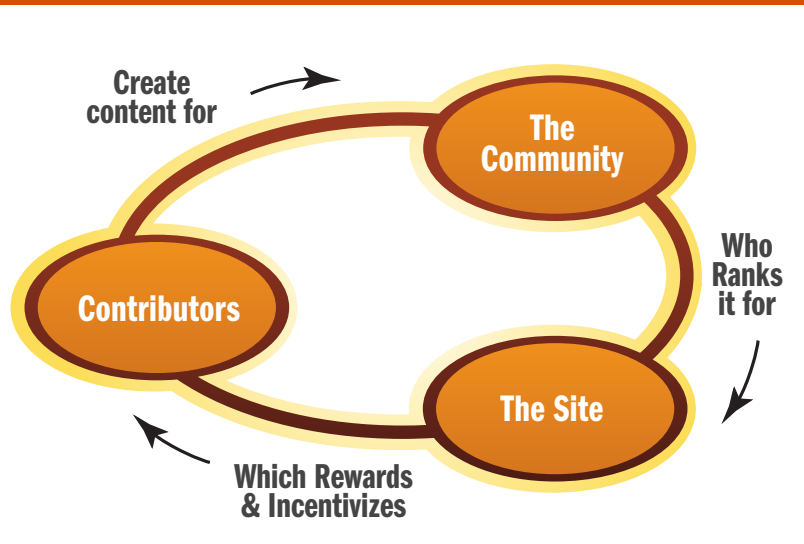 Create
content for
The
Community
Who
Ranks
it for
Contributors
The Site
Which Rewards
& Incentivizes